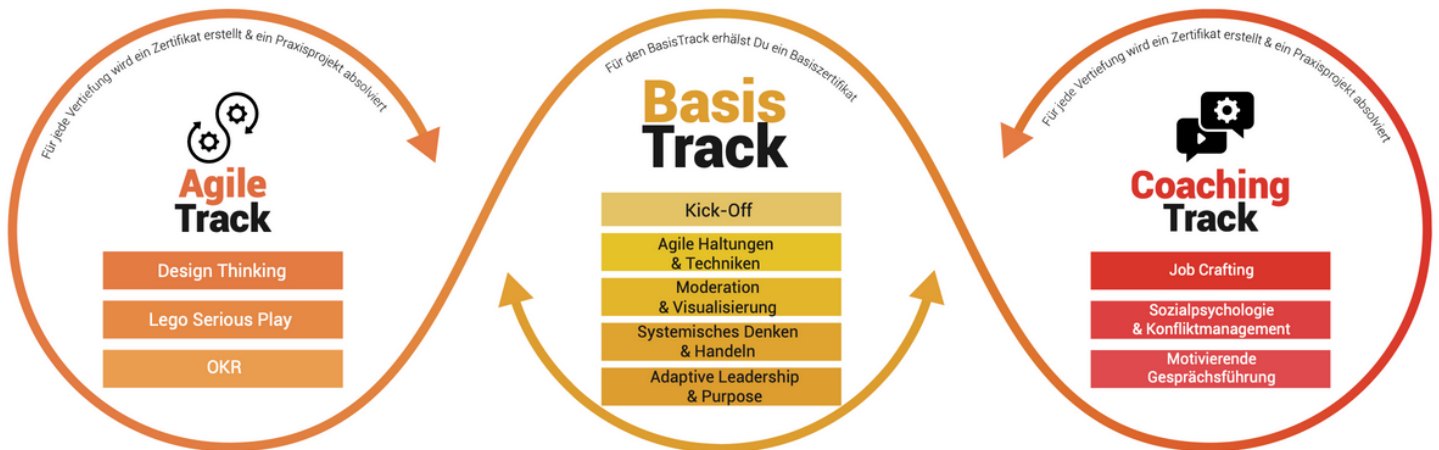 Für jede Vertiefung wird ein Zertifikat erstellt & ein Praxisprojekt absolviert
Agile
Track
Design Thinking
Lego Serious Play
OKR
Für den BasisTrack erhälst Du ein Basiszertifikat
Basis
Track
Kick-Off
Agile Haltungen
& Techniken
Moderation
& Visualisierung
Systemisches Denken
& Handeln
Adaptive Leadership
& Purpose
Für jede Vertiefung wird ein Zertifikat erstellt & ein Praxisprojekt absolviert
Coaching
Track
Job Crafting
Sozialpsychologie
& Konfliktmanagement
Motivierende
Gesprächsführung